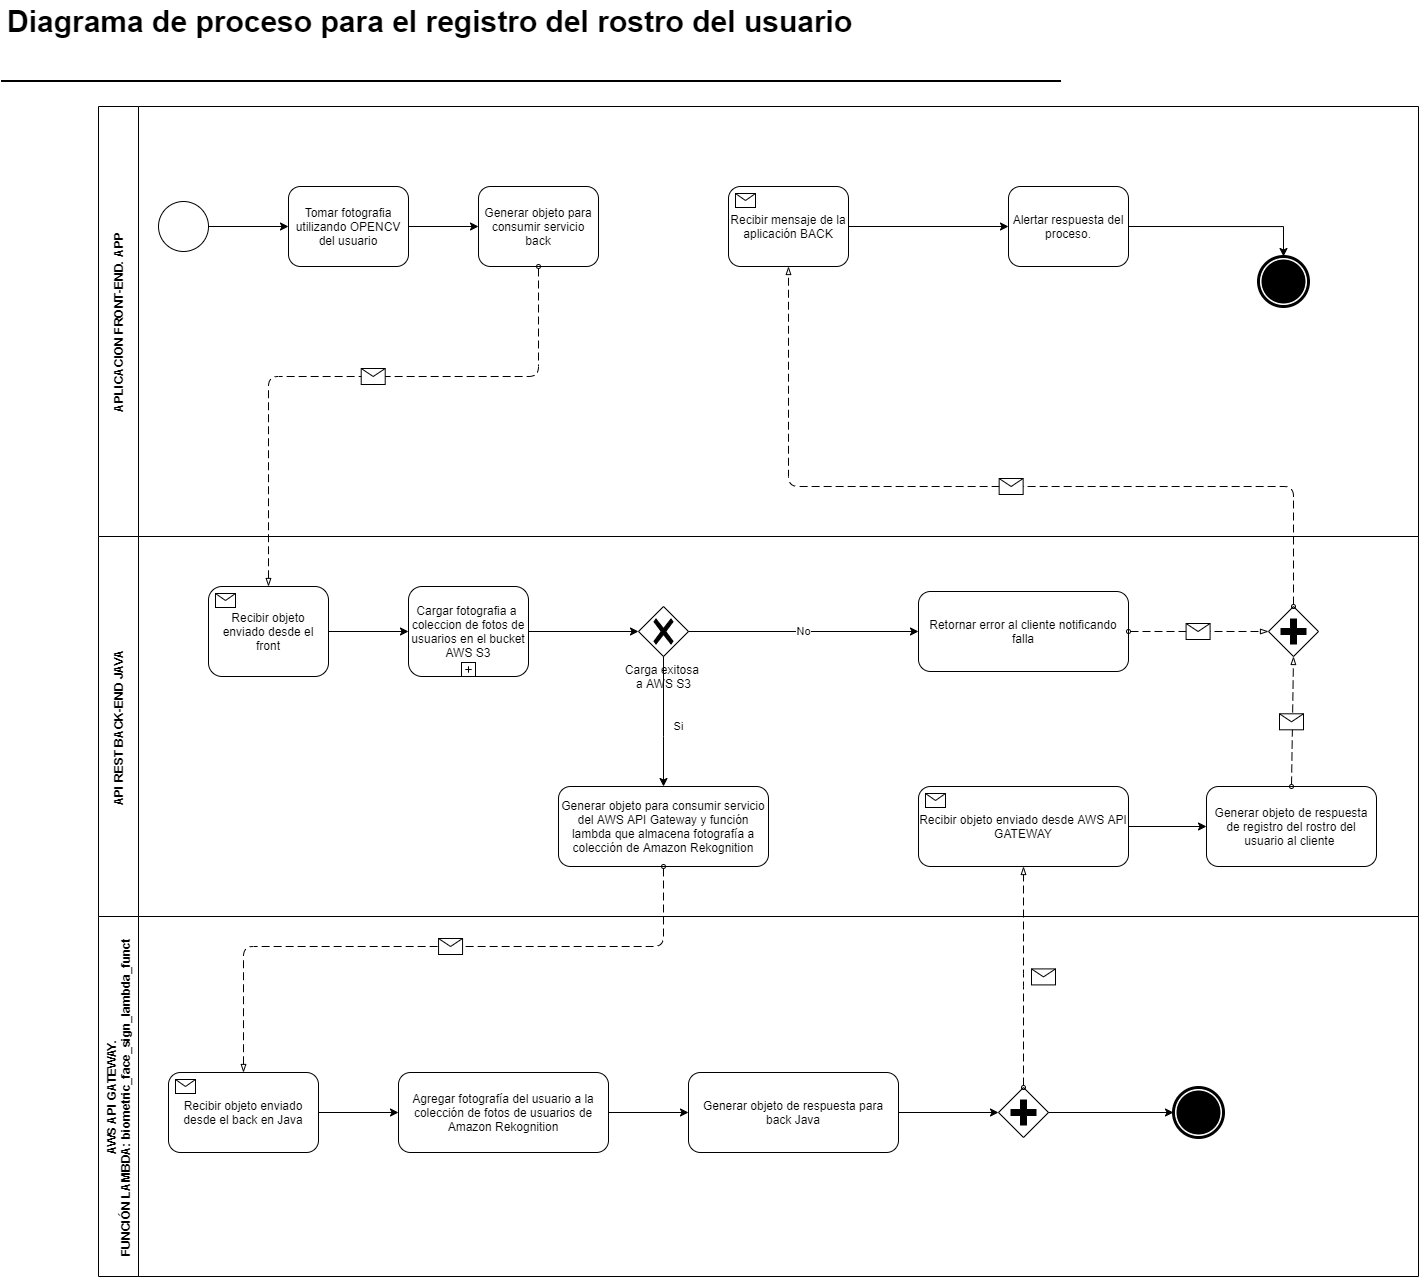 Diagrama de proceso para el registro del rostro del usuario
APLICACION FRONT-END. APP
Tomar fotografia
utilizando OPENCV
del usuario
Generar objeto para
consumir servicio
back
Recibir mensaje de la
aplicación BACK
Alertar respuesta del
proceso.
API REST BACK-END JAVA
Recibir objeto
enviado desde el
front
Cargar fotografia a
coleccion de fotos de
usuarios en el bucket
AWS S3
Carga exitosa
a AWS S3
No
Si
Retornar error al cliente notificando
falla
Generar objeto para consumir servicio
del AWS API Gateway y función
lambda que almacena fotografía a
colección de Amazon Rekognition
Recibir objeto enviado desde AWS API
GATEWAY
Generar objeto de respuesta
de registro del rostro del
usuario al cliente
AWS API GATEWAY.
FUNCIÓN LAMBDA: biometric_face_sign_lambda_funct
Recibir objeto enviado
desde el back en Java
Agregar fotografía del usuario a la
colección de fotos de usuarios de
Amazon Rekognition
Generar objeto de respuesta para
back Java